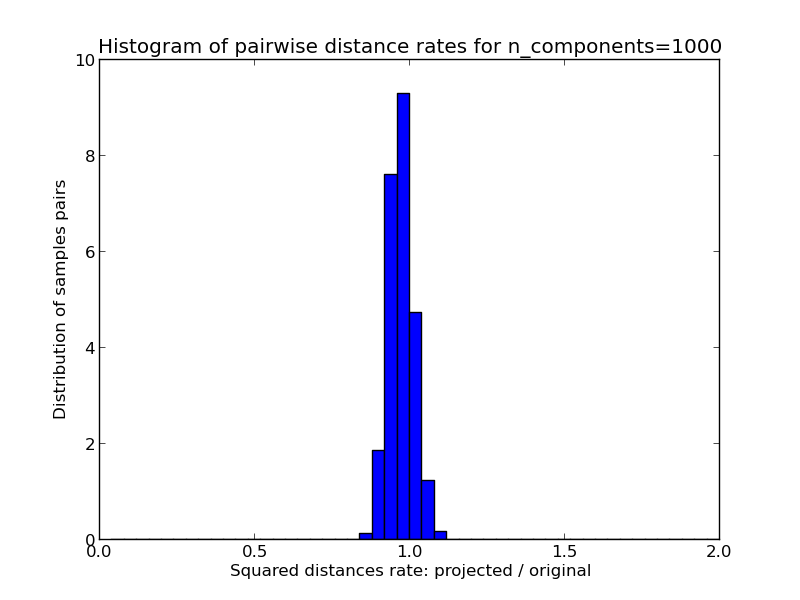 Histogram of pairwise distance rates for n_components=1000
10
8
6
4
2
0
Distribution of samples pairs
0.0 0.5 1.0 1.5 2.0
Squared distances rate: projected / original